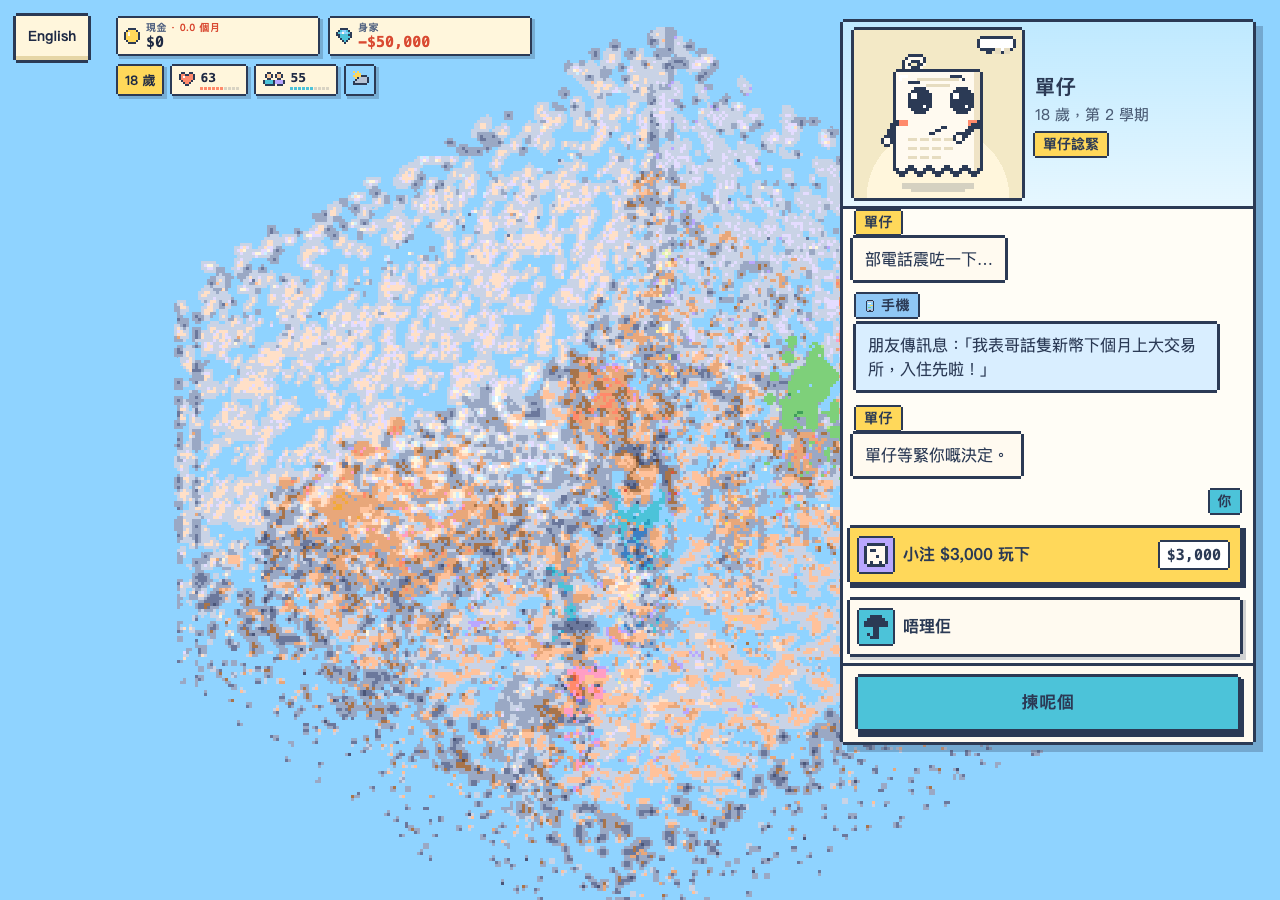 English
現金 · 0.0 個月
$0
身家
−$50,000
18 歲
63
55
單仔
18 歲，第 2 學期
單仔諗緊
單仔
部電話震咗一下…
手機
朋友傳訊息：「我表哥話隻新幣下個月上大交易
所，入住先啦！」
單仔
單仔等緊你嘅決定。
你
小注 $3,000 玩下
$3,000
唔理佢
揀呢個